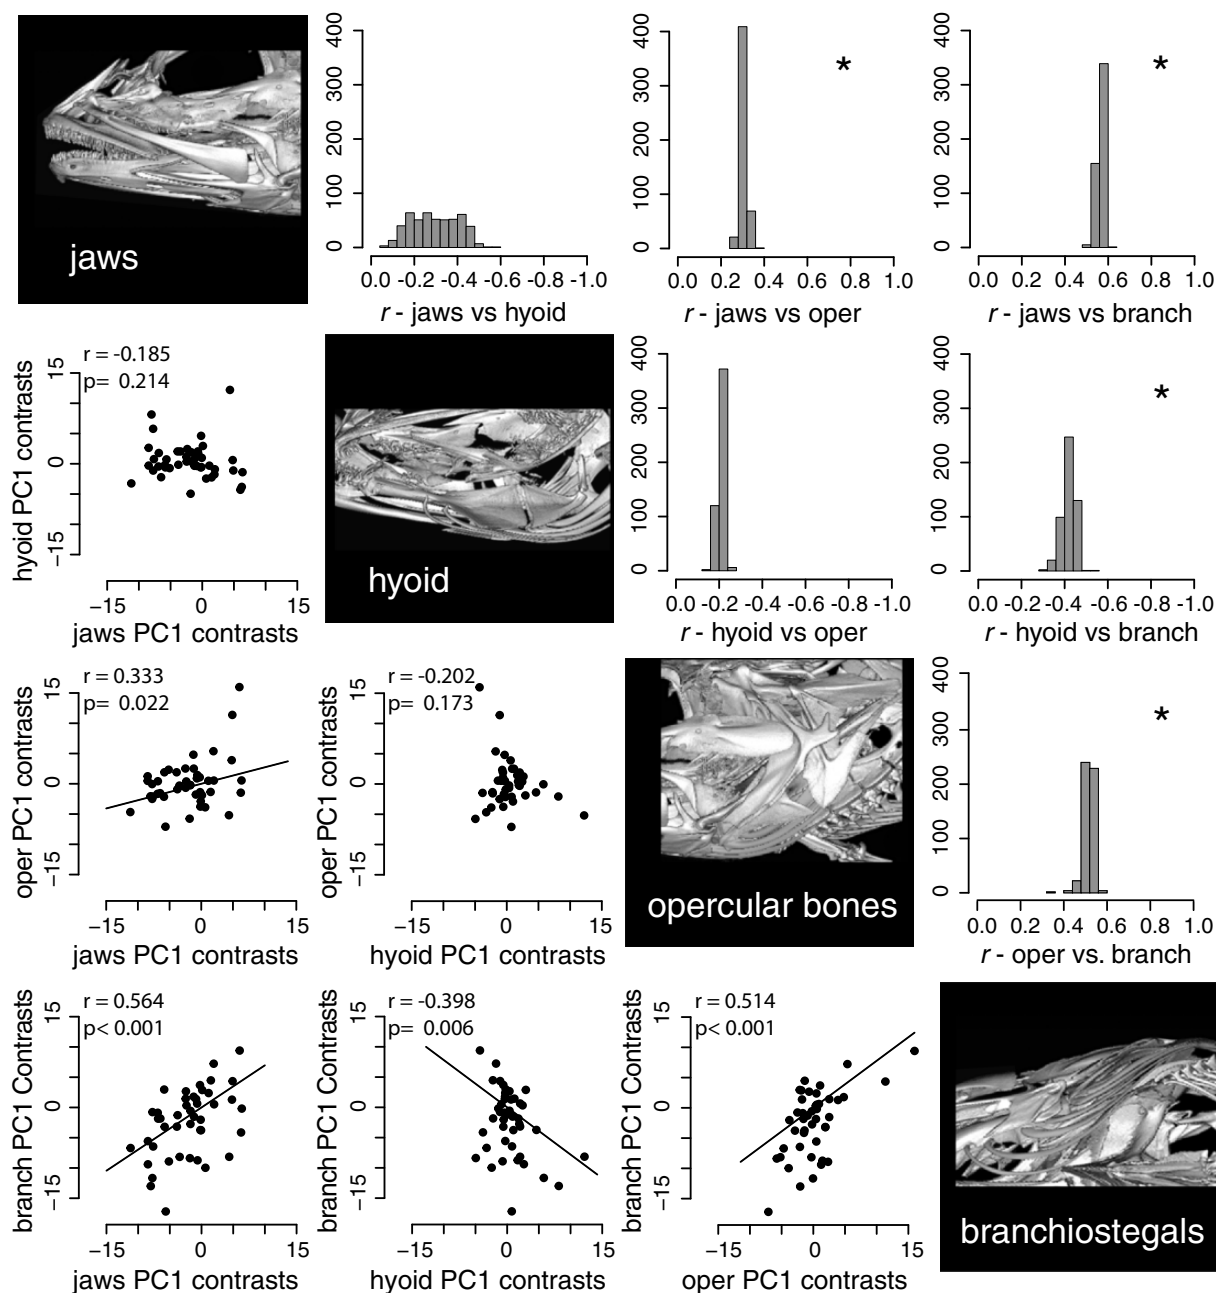 jaws
400
300
200
100
0
0.0 -0.2 -0.4 -0.6 -0.8 -1.0
r - jaws vs hyoid
400
300
200
100
0
0.0 0.2 0.4 0.6 0.8 1.0
r - jaws vs oper
*
400
300
200
100
0
0.0 0.2 0.4 0.6 0.8 1.0
r - jaws vs branch
*
r = -0.185
p= 0.214
hyoid PC1 contrasts
15
0
−15
−15 0 15
jaws PC1 contrasts
hyoid
400
300
200
100
0
0.0 -0.2 -0.4 -0.6 -0.8 -1.0
r - hyoid vs oper
400
300
200
100
0
0.0 -0.2 -0.4 -0.6 -0.8 -1.0
r - hyoid vs branch
*
r = 0.333
p= 0.022
oper PC1 contrasts
15
0
−15
−15 0 15
jaws PC1 contrasts
r = -0.202
p= 0.173
oper PC1 contrasts
15
0
−15
−15 0 15
hyoid PC1 contrasts
opercular bones
400
300
200
100
0
0.0 0.2 0.4 0.6 0.8 1.0
r - oper vs. branch
*
r = 0.564
p< 0.001
branch PC1 Contrasts
15
0
−15
−15 0 15
jaws PC1 contrasts
r = -0.398
p= 0.006
branch PC1 Contrasts
15
0
−15
−15 0 15
hyoid PC1 contrasts
r = 0.514
p< 0.001
branch PC1 Contrasts
15
0
−15
−15 0 15
oper PC1 contrasts
branchiostegals